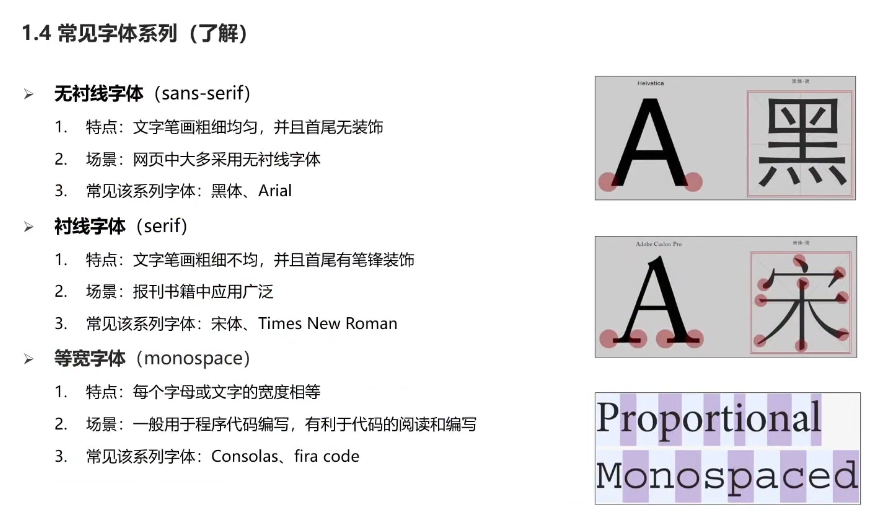 1.4 常见字体系列（了解）
➢ 无衬线字体（sans-serif）
1. 特点：文字笔画粗细均匀，并且首尾无装饰
2. 场景：网页中大多采用无衬线字体
3. 常见该系列字体：黑体、Arial
Helvetica
A
黑
➢ 衬线字体（serif）
1. 特点：文字笔画粗细不均，并且首尾有笔锋装饰
2. 场景：报刊书籍中应用广泛
3. 常见该系列字体：宋体、Times New Roman
A
宋
➢ 等宽字体（monospace）
1. 特点：每个字母或文字的宽度相等
2. 场景：一般用于程序代码编写，有利于代码的阅读和编写
3. 常见该系列字体：Consolas、fira code
Proportional
Monospaced